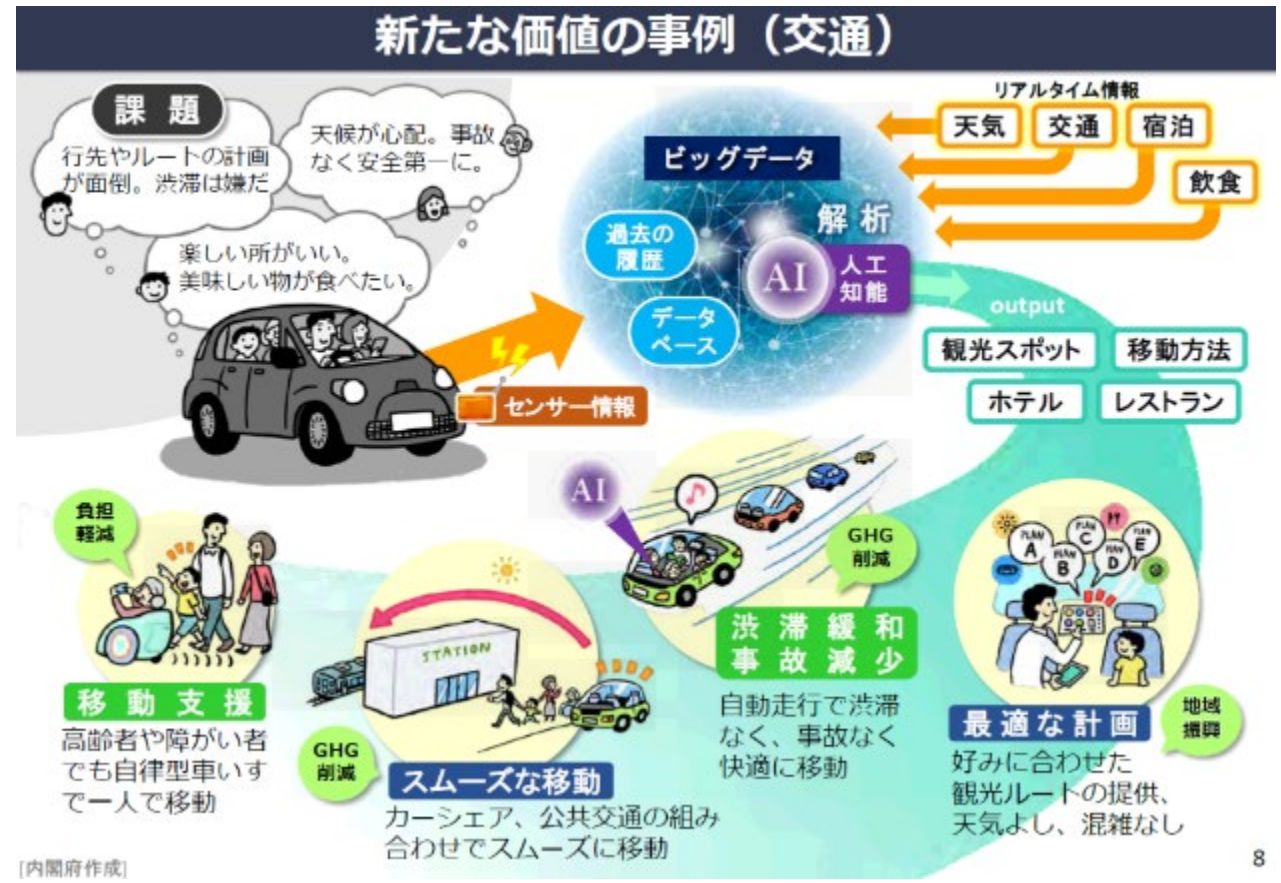 新たな価値の事例（交通）
課題
行先やルートの計画
が面倒。渋滞は嫌だ
天候が心配。事故
なく安全第一に。
楽しい所がいい。
美味しい物が食べたい。
センサー情報
ビッグデータ
過去の
履歴
データ
ベース
解析
AI
人工
知能
リアルタイム情報
天気
交通
宿泊
飲食
output
観光スポット
移動方法
ホテル
レストラン
負担
軽減
移動支援
高齢者や障がい者
でも自律型車いす
で一人で移動
STATION
GHG
削減
スムーズな移動
カーシェア、公共交通の組み
合わせでスムーズに移動
AI
GHG
削減
渋滞緩和
事故減少
自動走行で渋滞
なく、事故なく
快適に移動
PLAN
A
PLAN
B
PLAN
C
PLAN
D
PLAN
E
最適な計画
地域
振興
好みに合わせた
観光ルートの提供、
天気よし、混雑なし
[内閣府作成]
8